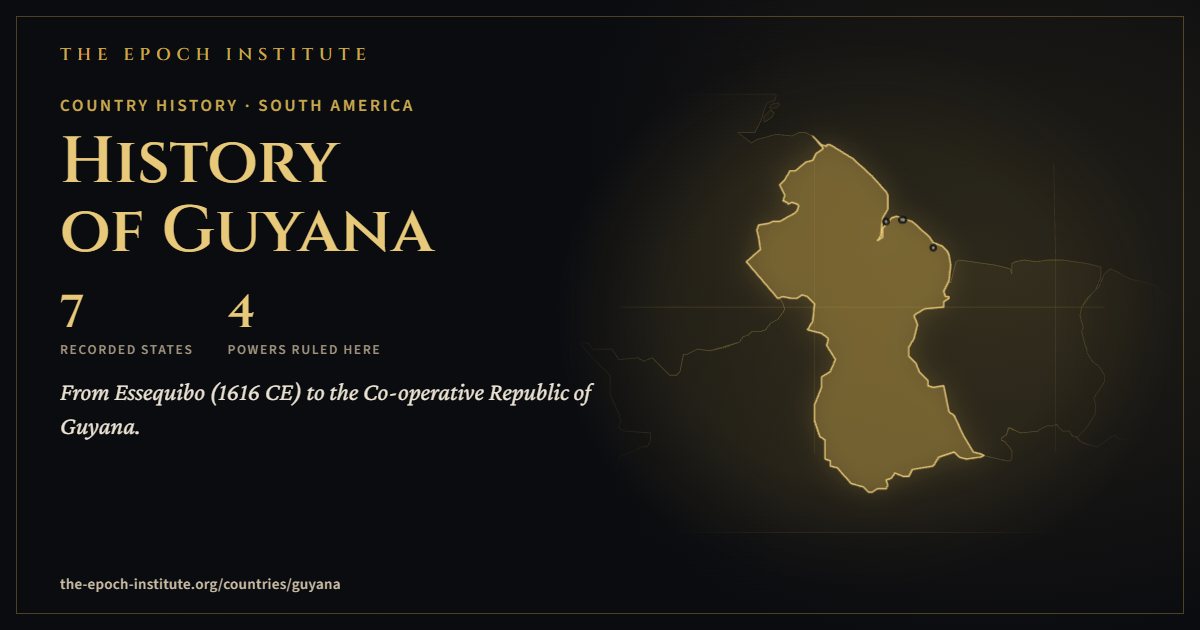 THE EPOCH INSTITUTE
COUNTRY HISTORY · SOUTH AMERICA
History
of Guyana
7
4
RECORDED STATES
POWERS RULED HERE
From Essequibo (1616 CE) to the Co-operative Republic of
Guyana.
the-epoch-institute.org/countries/guyana